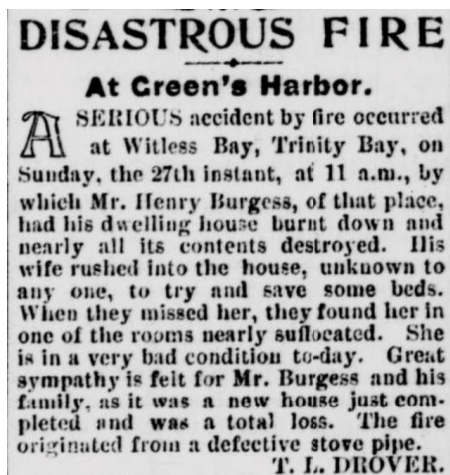 DISASTROUS FIRE
At Green's Harbor.
A SERIOUS accident by fire occurred
at Witless Bay, Trinity Bay, on
Sunday, the 27th instant, at 11 a.m., by
which Mr. Henry Burgess, of that place,
had his dwelling house burnt down and
nearly all its contents destroyed. His
wife rushed into the house, unknown to
any one, to try and save some beds.
When they missed her, they found her in
one of the rooms nearly suffocated. She
is in a very bad condition to-day. Great
sympathy is felt for Mr. Burgess and his
family, as it was a new house just com-
pleted and was a total loss. The fire
originated from a defective stove pipe.
T. L. DROVER.